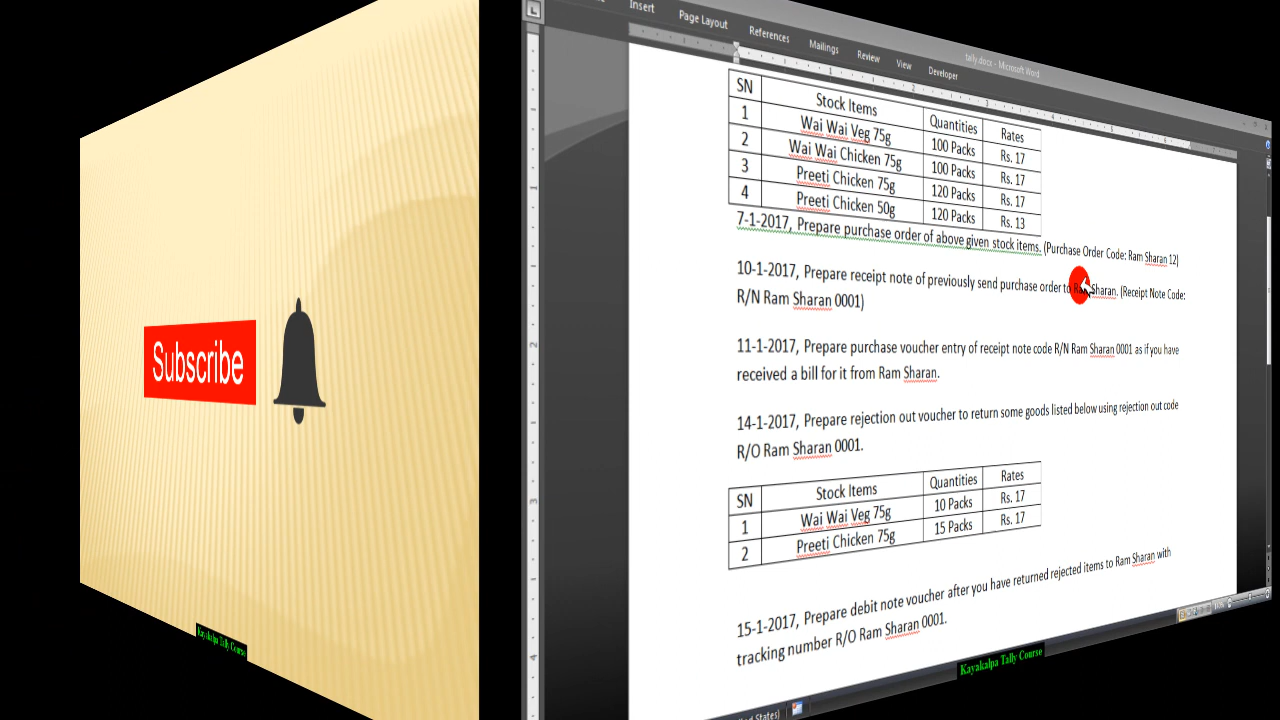 Subscribe
Kayakalpa Tally Course
Insert Page Layout References Mailings Review View Developer
tally.docx - Microsoft Word
SN Stock Items Quantities Rates
1 Wai Wai Veg 75g 100 Packs Rs. 17
2 Wai Wai Chicken 75g 100 Packs Rs. 17
3 Preeti Chicken 75g 120 Packs Rs. 17
4 Preeti Chicken 50g 120 Packs Rs. 13
7-1-2017, Prepare purchase order of above given stock items. (Purchase Order Code: Ram Sharan 12)
10-1-2017, Prepare receipt note of previously send purchase order to Ram Sharan. (Receipt Note Code:
R/N Ram Sharan 0001)
11-1-2017, Prepare purchase voucher entry of receipt note code R/N Ram Sharan 0001 as if you have
received a bill for it from Ram Sharan.
14-1-2017, Prepare rejection out voucher to return some goods listed below using rejection out code
R/O Ram Sharan 0001.
SN Stock Items Quantities Rates
1 Wai Wai Veg 75g 10 Packs Rs. 17
2 Preeti Chicken 75g 15 Packs Rs. 17
15-1-2017, Prepare debit note voucher after you have returned rejected items to Ram Sharan with
tracking number R/O Ram Sharan 0001.
Kayakalpa Tally Course
States)